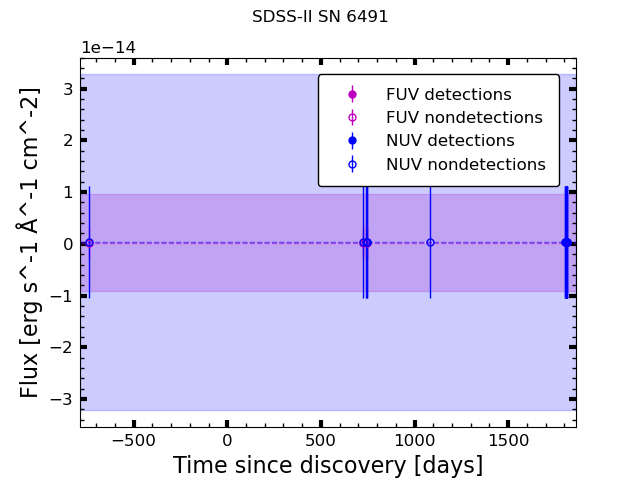 SDSS-II SN 6491
1e−14
FUV detections
FUV nondetections
NUV detections
NUV nondetections
3
2
1
0
−1
−2
−3
Flux [erg s^-1 Å^-1 cm^-2]
−500 0 500 1000 1500
Time since discovery [days]